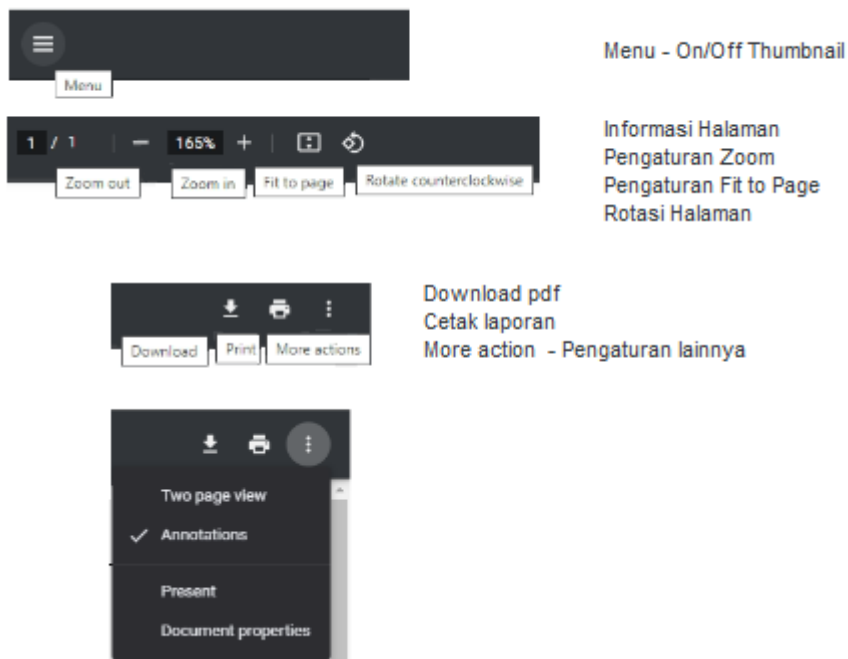 Menu - On/Off Thumbnail
Menu
1 / 1 — 165% +
Zoom out Zoom in Fit to page Rotate counterclockwise
Informasi Halaman
Pengaturan Zoom
Pengaturan Fit to Page
Rotasi Halaman
Download Print More actions
Download pdf
Cetak laporan
More action - Pengaturan lainnya
Two page view
✓ Annotations
Present
Document properties